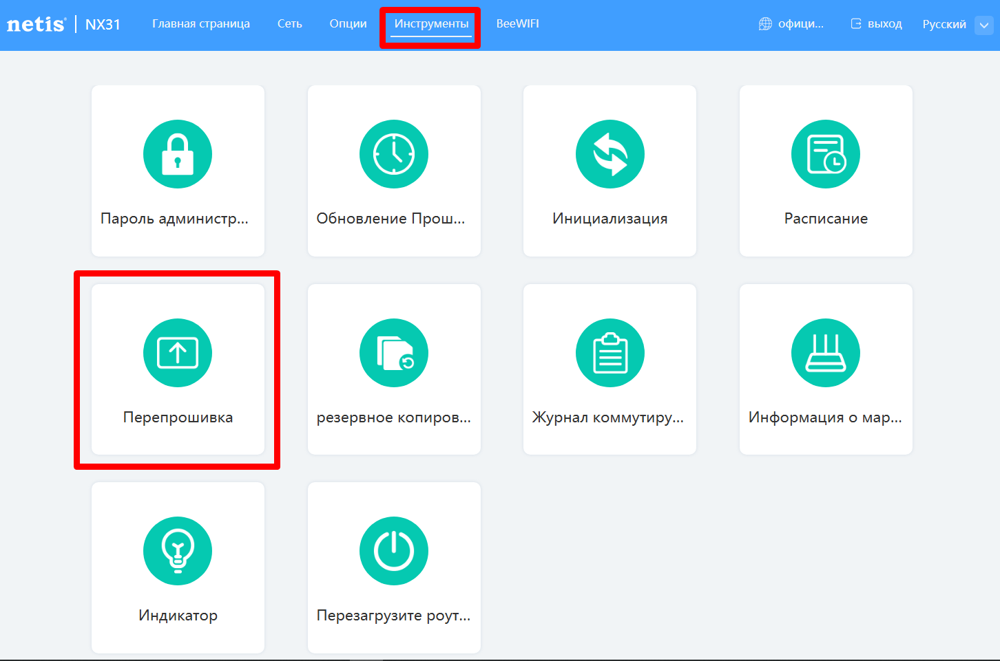 netis NX31 Главная страница Сеть Опции Инструменты BeeWIFI офици... выход Русский
Пароль администр... Обновление Прош... Инициализация Расписание
Перепрошивка резервное копиров... Журнал коммутиру... Информация о мар...
Индикатор Перезагрузите роут...